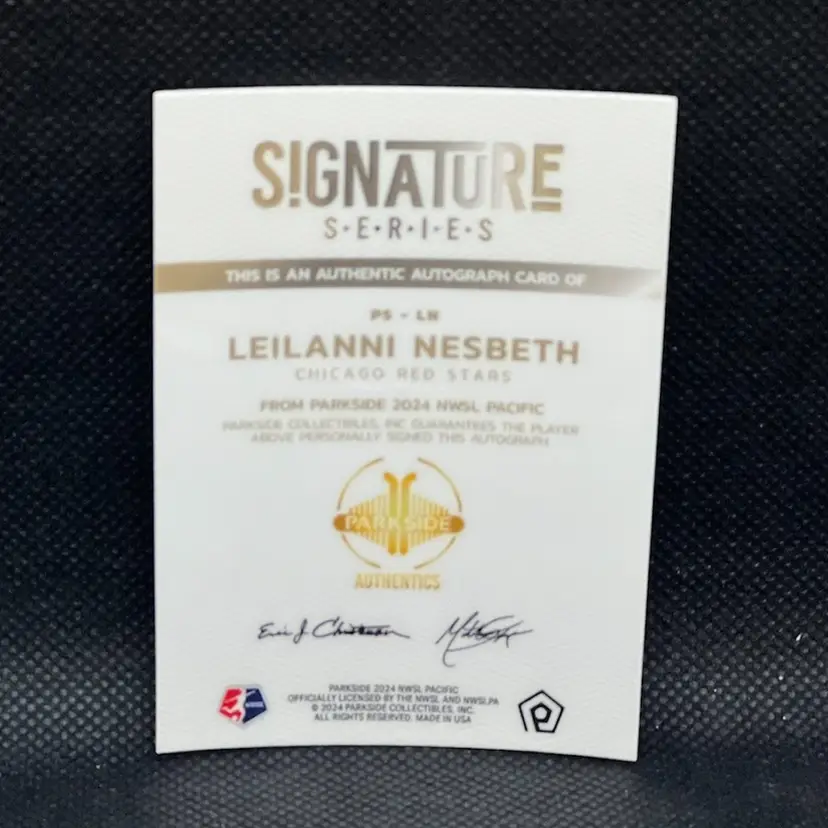 SIGNATURE
S·E·R·I·E·S
THIS IS AN AUTHENTIC AUTOGRAPH CARD OF
PS - LN
LEILANNI NESBETH
CHICAGO RED STARS
FROM PARKSIDE 2024 NWSL PACIFIC
PARKSIDE COLLECTIBLES, INC GUARANTEES THE PLAYER
ABOVE PERSONALLY SIGNED THIS AUTOGRAPH
PARKSIDE
AUTHENTICS
PARKSIDE 2024 NWSL PACIFIC
OFFICIALLY LICENSED BY THE NWSL AND NWSLPA
© 2024 PARKSIDE COLLECTIBLES, INC.
ALL RIGHTS RESERVED. MADE IN USA